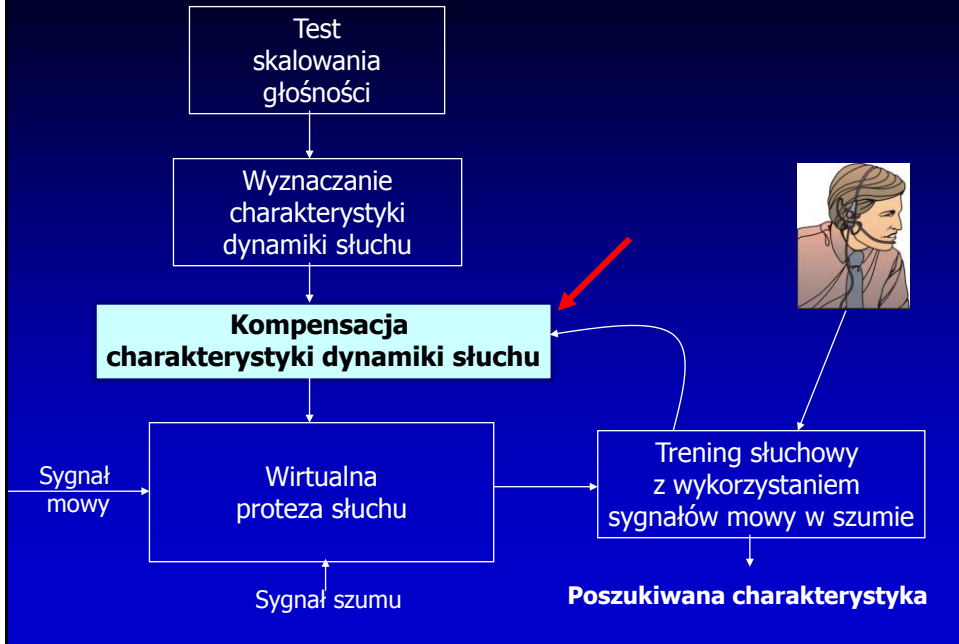 Test
skalowania
głośności
Wyznaczanie
charakterystyki
dynamiki słuchu
Kompensacja
charakterystyki dynamiki słuchu
Sygnał
mowy
Wirtualna
proteza słuchu
Trening słuchowy
z wykorzystaniem
sygnałów mowy w szumie
Sygnał szumu
Poszukiwana charakterystyka